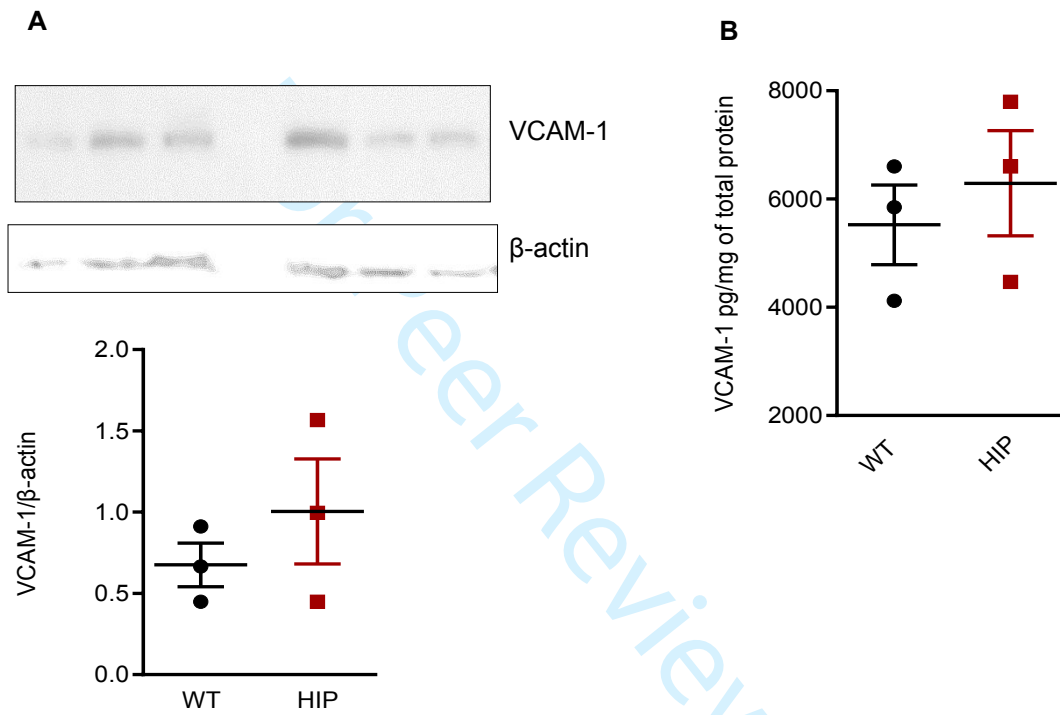 A
VCAM-1
β-actin
2.0
1.5
1.0
0.5
0.0
VCAM-1/β-actin
WT
HIP
B
8000
6000
4000
2000
VCAM-1 pg/mg of total protein
WT
HIP
Peer Review